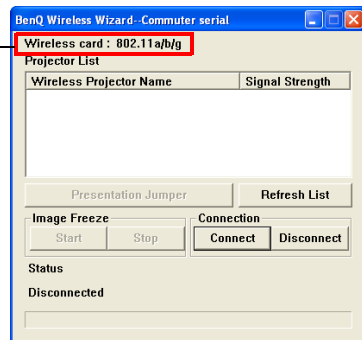 BenQ Wireless Wizard--Commuter serial
Wireless card : 802.11a/b/g
Projector List
Wireless Projector Name Signal Strength
Presentation Jumper Refresh List
Image Freeze Connection
Start Stop Connect Disconnect
Status
Disconnected